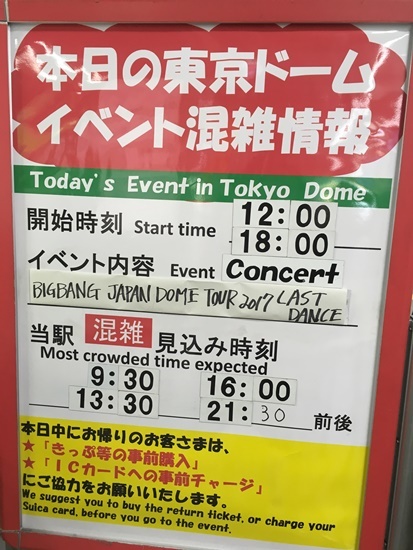 本日の東京ドーム
イベント混雑情報
Today's Event in Tokyo Dome
開始時刻 Start time 12:00
18:00
イベント内容 Event Concert
BIGBANG JAPAN DOME TOUR 2017 LAST DANCE
当駅 混雑 見込み時刻
Most crowded time expected
9:30 16:00
13:30 21:30 前後
本日中にお帰りのお客さまは、
★「きっぷ等の事前購入」
★「ICカードへの事前チャージ」
にご協力をお願いいたします。
We suggest you to buy the return ticket, or charge your
Suica card, before you go to the event.